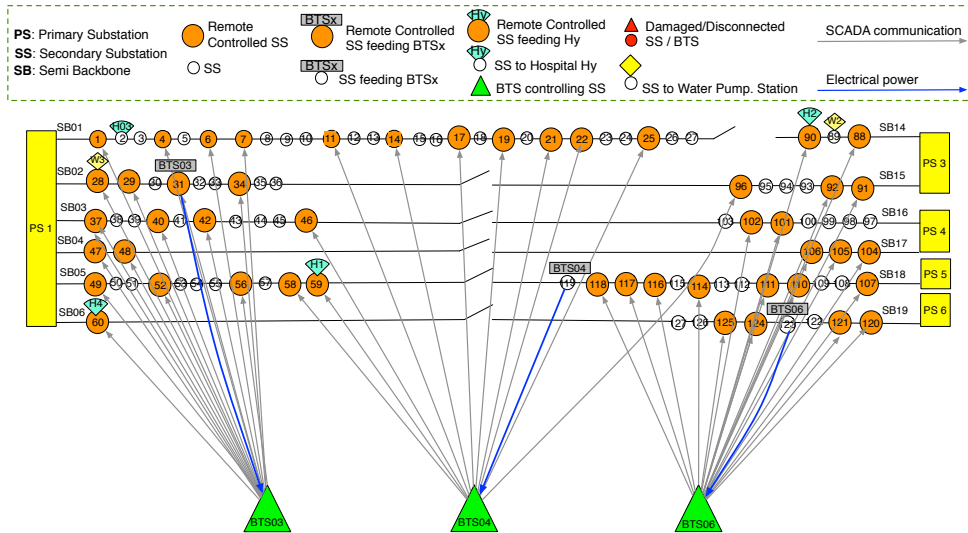 PS: Primary Substation
SS: Secondary Substation
SB: Semi Backbone
Remote
Controlled SS
SS
BTSx
Remote Controlled
SS feeding BTSx
BTSx
SS feeding BTSx
Hy
Remote Controlled
SS feeding Hy
Hy
SS to Hospital Hy
BTS controlling SS
Damaged/Disconnected
SS / BTS
SS to Water Pump. Station
SCADA communication
Electrical power
SB01 1 H03 2 3 4 5 6 7 8 9 10 11 12 13 14 15 16 17 18 19 20 21 22 23 24 25 26 27 H2 90 W2 89 88 SB14
PS 1
PS 3
SB02 W3 28 29 30 BTS03 31 32 33 34 35 36 96 95 94 93 92 91 SB15
SB03 37 38 39 40 41 42 43 44 45 46 103 102 101 100 99 98 97 SB16
PS 4
SB04 47 48 106 105 104 SB17
SB05 49 50 51 52 53 54 55 56 57 58 H1 59 BTS04 119 118 117 116 115 114 113 112 111 110 109 108 107 SB18
PS 5
SB06 H4 60 127 126 125 124 BTS06 123 122 121 120 SB19
PS 6
BTS03
BTS04
BTS06